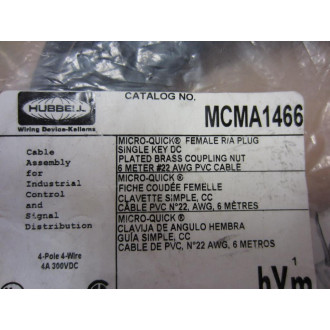 CATALOG NO.
MCMA1466
HUBBELL
Wiring Device-Kellems
Cable
Assembly
for
Industrial
Control
and
Signal
Distribution
4-Pole 4-Wire
4A 300VDC
MICRO-QUICK® FEMALE R/A PLUG
SINGLE KEY DC
PLATED BRASS COUPLING NUT
6 METER #22 AWG PVC CABLE
MICRO-QUICK®
FICHE COUDÉE FEMELLE
CLAVETTE SIMPLE, CC
CÂBLE PVC N°22, AWG, 6 MÈTRES
MICRO-QUICK®
CLAVIJA DE ANGULO HEMBRA
GUÍA SIMPLE, CC
CABLE DE PVC, N°22 AWG, 6 METROS
1